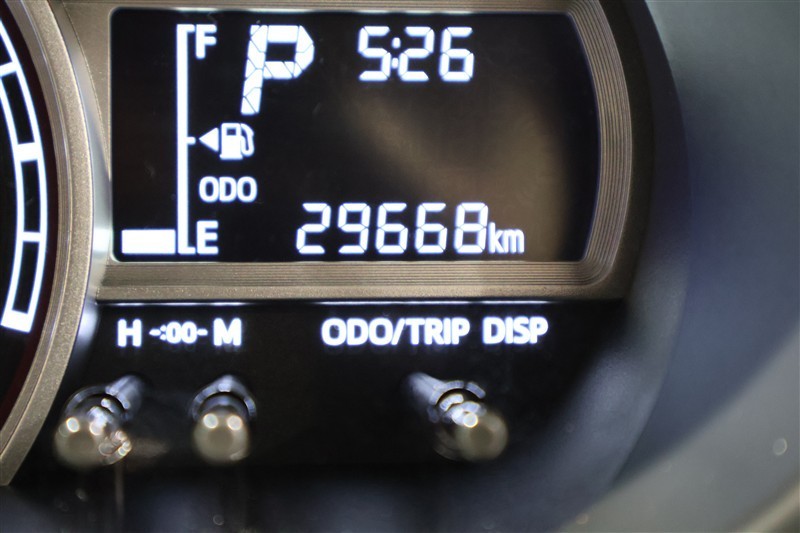 F
P 5:26
ODO
E 29668km
H -:00- M ODO/TRIP DISP